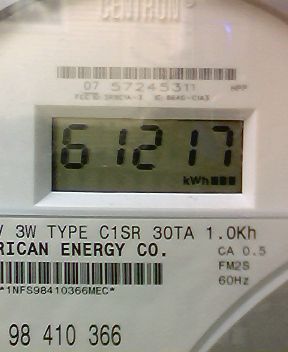 CENTRON®
07 57245311
61217
kWh
V 3W TYPE C1SR 30TA 1.0Kh
RICAN ENERGY CO.
CA 0.5
FM2S
60Hz
*1NFS98410366MEC*
98 410 366